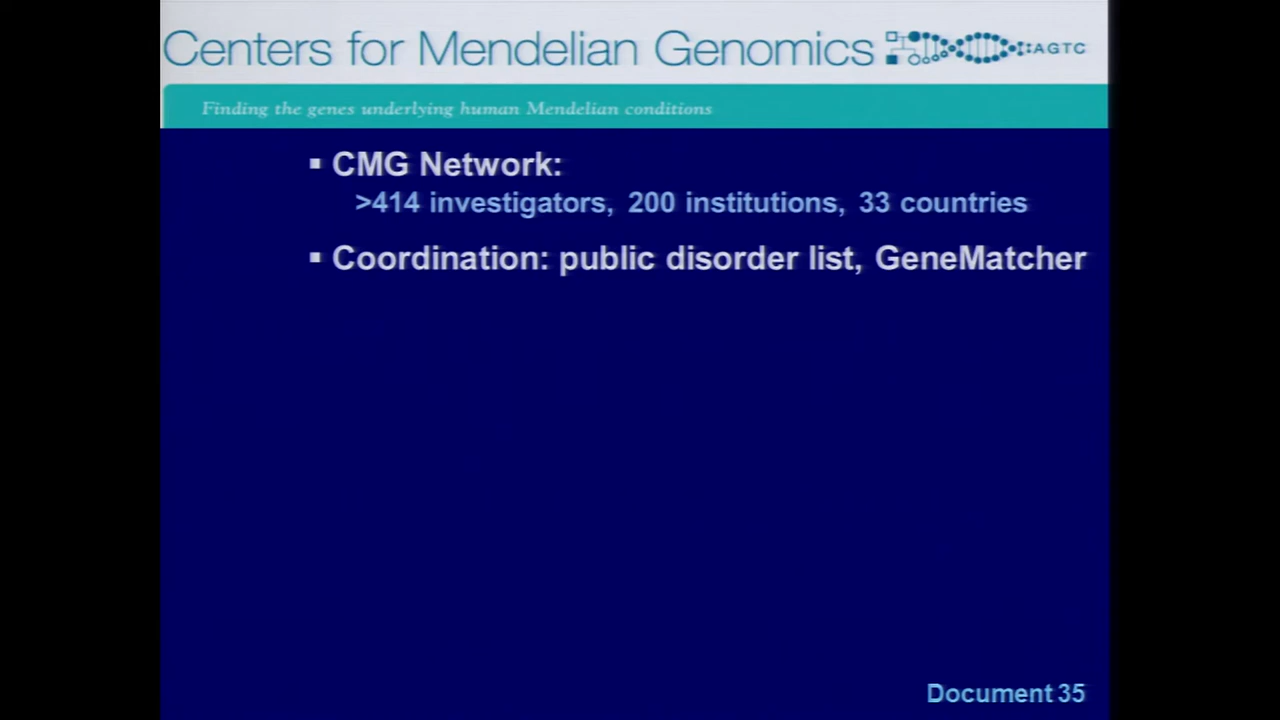 Centers for Mendelian Genomics AGTC
Finding the genes underlying human Mendelian conditions
▪ CMG Network:
>414 investigators, 200 institutions, 33 countries
▪ Coordination: public disorder list, GeneMatcher
Document 35